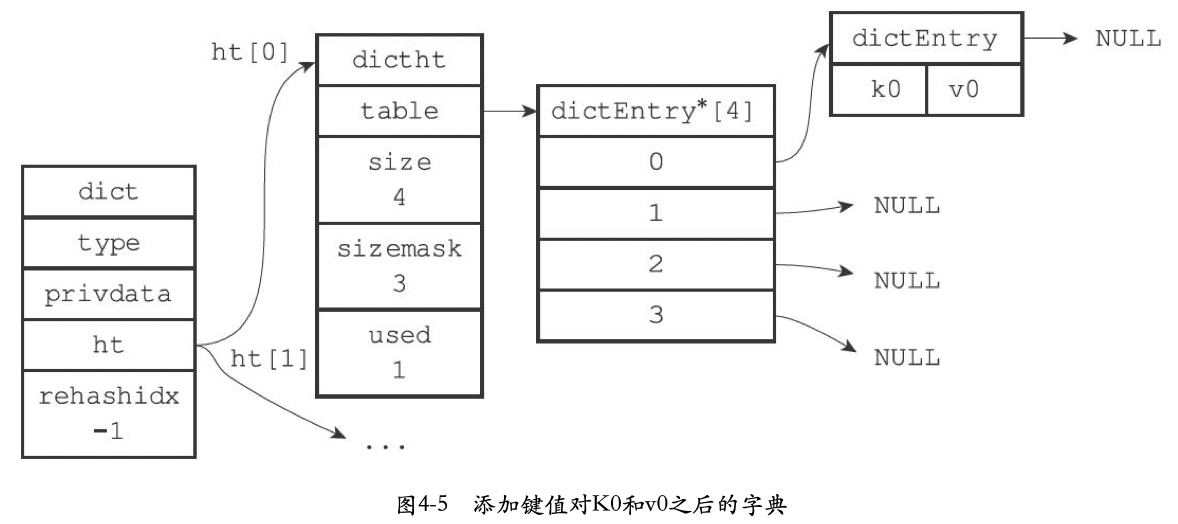 dict
type
privdata
ht
rehashidx
-1
ht[0]
ht[1]
dictht
table
size
4
sizemask
3
used
1
...
dictEntry*[4]
0
1
2
3
dictEntry
k0 v0
NULL
NULL
NULL
NULL
图4-5 添加键值对K0和v0之后的字典